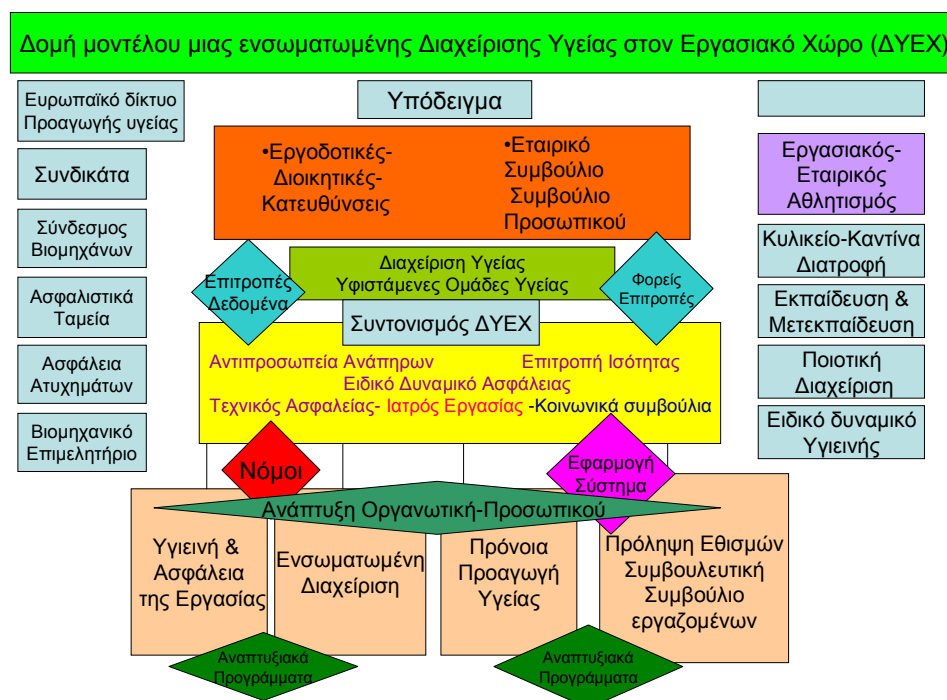 Δομή μοντέλου μιας ενσωματωμένης Διαχείρισης Υγείας στον Εργασιακό Χώρο (ΔΥΕΧ)
Ευρωπαϊκό δίκτυο
Προαγωγής υγείας
Συνδικάτα
Σύνδεσμος
Βιομηχάνων
Ασφαλιστικά
Ταμεία
Ασφάλεια
Ατυχημάτων
Βιομηχανικό
Επιμελητήριο
Υπόδειγμα
•Εργοδοτικές-
Διοικητικές-
Κατευθύνσεις
•Εταιρικό
Συμβούλιο
Συμβούλιο
Προσωπικού
Επιτροπές
Δεδομένα
Διαχείριση Υγείας
Υφιστάμενες Ομάδες Υγείας
Φορείς
Επιτροπές
Συντονισμός ΔΥΕΧ
Αντιπροσωπεία Ανάπηρων Επιτροπή Ισότητας
Ειδικό Δυναμικό Ασφάλειας
Τεχνικός Ασφαλείας- Ιατρός Εργασίας -Κοινωνικά συμβούλια
Νόμοι
Εφαρμογή
Σύστημα
Ανάπτυξη Οργανωτική-Προσωπικού
Υγιεινή &
Ασφάλεια
της Εργασίας
Ενσωματωμένη
Διαχείριση
Πρόνοια
Προαγωγή
Υγείας
Πρόληψη Εθισμών
Συμβουλευτική
Συμβούλιο
εργαζομένων
Αναπτυξιακά
Προγράμματα
Αναπτυξιακά
Προγράμματα
Εργασιακός-
Εταιρικός
Αθλητισμός
Κυλικείο-Καντίνα
Διατροφή
Εκπαίδευση &
Μετεκπαίδευση
Ποιοτική
Διαχείριση
Ειδικό δυναμικό
Υγιεινής